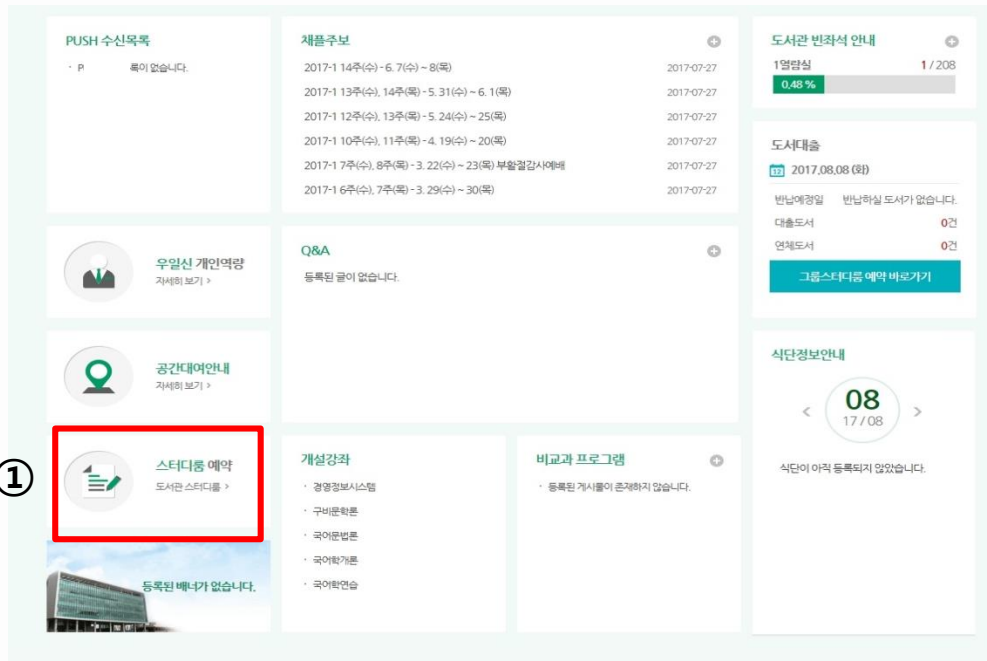 PUSH 수신목록
· P 록이 없습니다.
채플주보
2017-1 14주(수) - 6. 7(수) ~ 8(목) 2017-07-27
2017-1 13주(수), 14주(목) - 5. 31(수) ~ 6. 1(목) 2017-07-27
2017-1 12주(수), 13주(목) - 5. 24(수) ~ 25(목) 2017-07-27
2017-1 10주(수), 11주(목) - 4. 19(수) ~ 20(목) 2017-07-27
2017-1 7주(수), 8주(목) - 3. 22(수) ~ 23(목) 부활절감사예배 2017-07-27
2017-1 6주(수), 7주(목) - 3. 29(수) ~ 30(목) 2017-07-27
도서관 빈좌석 안내
1열람실 1 / 208
0,48 %
도서대출
12 2017.08.08 (화)
반납예정일 반납하실 도서가 없습니다.
대출도서 0건
연체도서 0건
그룹스터디룸 예약 바로가기
우일신 개인역량
자세히 보기 >
Q&A
등록된 글이 없습니다.
공간대여안내
자세히 보기 >
식단정보안내
< 08 >
17 / 08
식단이 아직 등록되지 않았습니다.
①
스터디룸 예약
도서관 스터디룸 >
개설강좌
· 경영정보시스템
· 구비문학론
· 국어문법론
· 국어학개론
· 국어학연습
비교과 프로그램
· 등록된 게시물이 존재하지 않습니다.
등록된 배너가 없습니다.